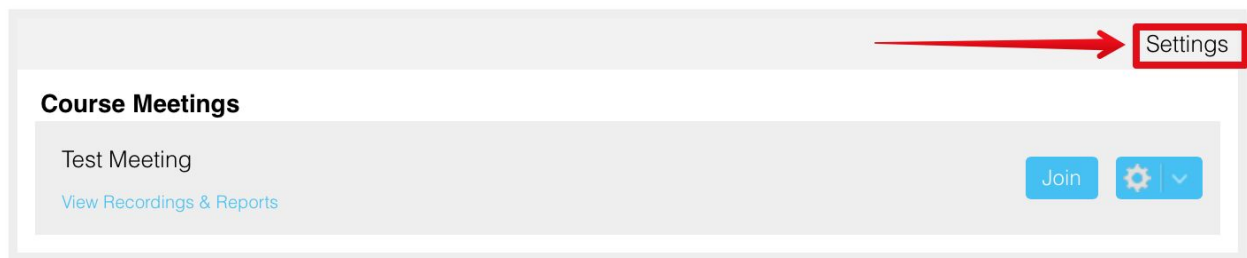 Settings
Course Meetings
Test Meeting
Join
View Recordings & Reports